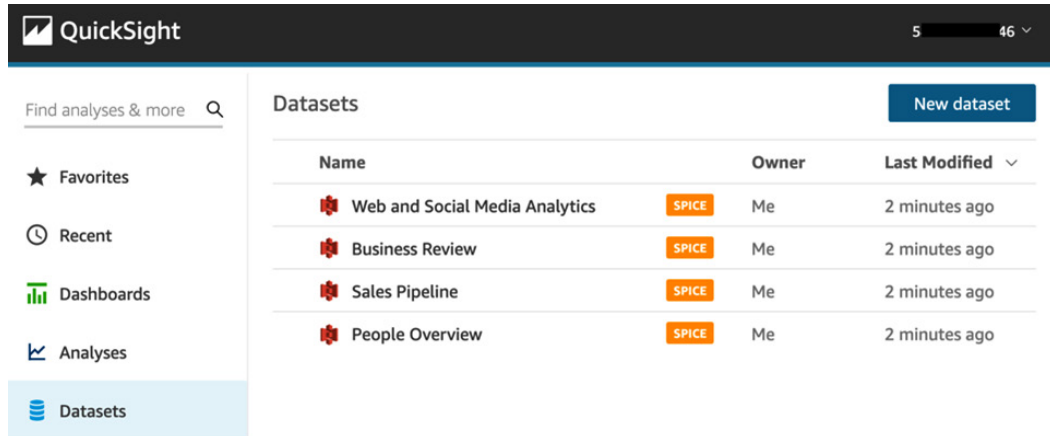 QuickSight
5 46
Find analyses & more
Favorites
Recent
Dashboards
Analyses
Datasets
Datasets
New dataset
Name Owner Last Modified
Web and Social Media Analytics SPICE Me 2 minutes ago
Business Review SPICE Me 2 minutes ago
Sales Pipeline SPICE Me 2 minutes ago
People Overview SPICE Me 2 minutes ago